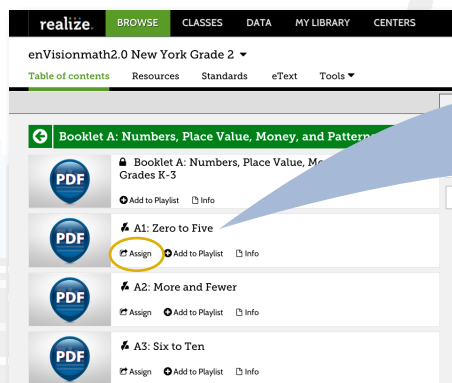 realize. BROWSE CLASSES DATA MY LIBRARY CENTERS
enVisionmath2.0 New York Grade 2
Table of contents Resources Standards eText Tools
Booklet A: Numbers, Place Value, Money, and
PDF
Booklet A: Numbers, Place Value,
Grades K-3
Add to Playlist Info
PDF
A1: Zero to Five
Assign Add to Playlist Info
PDF
A2: More and Fewer
Assign Add to Playlist Info
PDF
A3: Six to Ten
Assign Add to Playlist Info